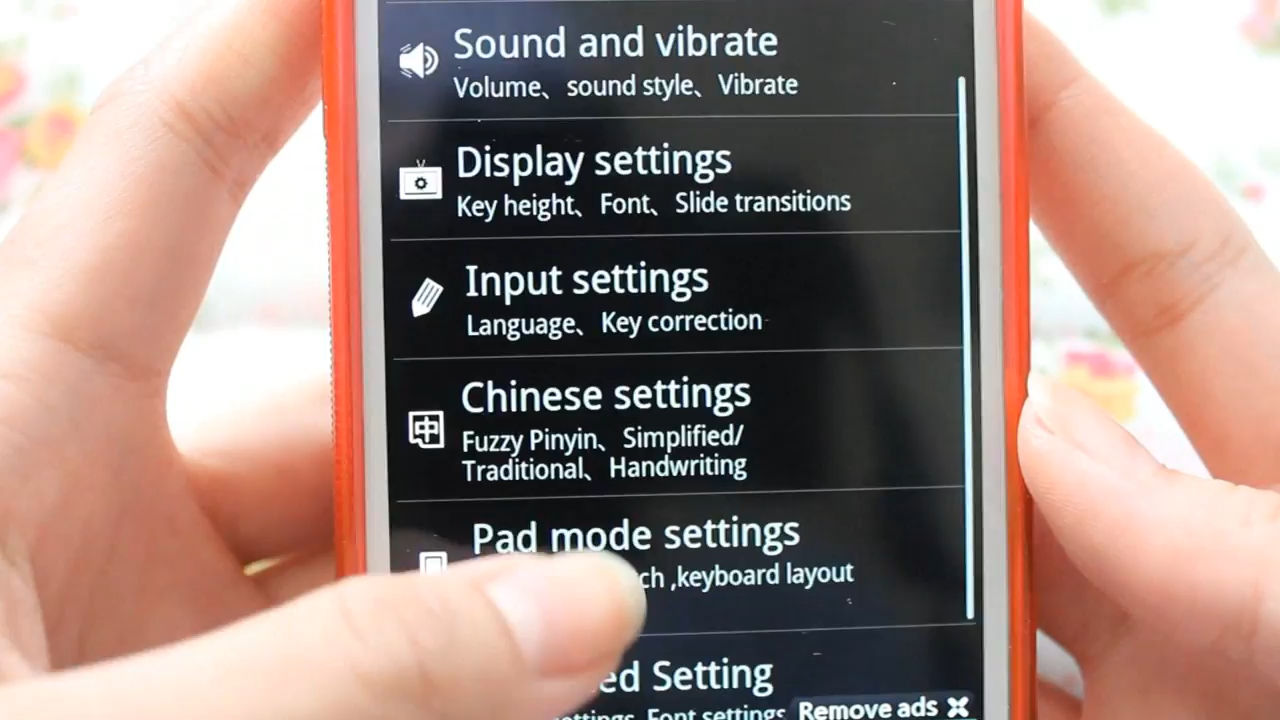 Sound and vibrate
Volume、sound style、Vibrate
Display settings
Key height、Font、Slide transitions
Input settings
Language、Key correction
Chinese settings
中
Fuzzy Pinyin、Simplified/
Traditional、Handwriting
Pad mode settings
,keyboard layout
Setting
Font settings
Remove ads